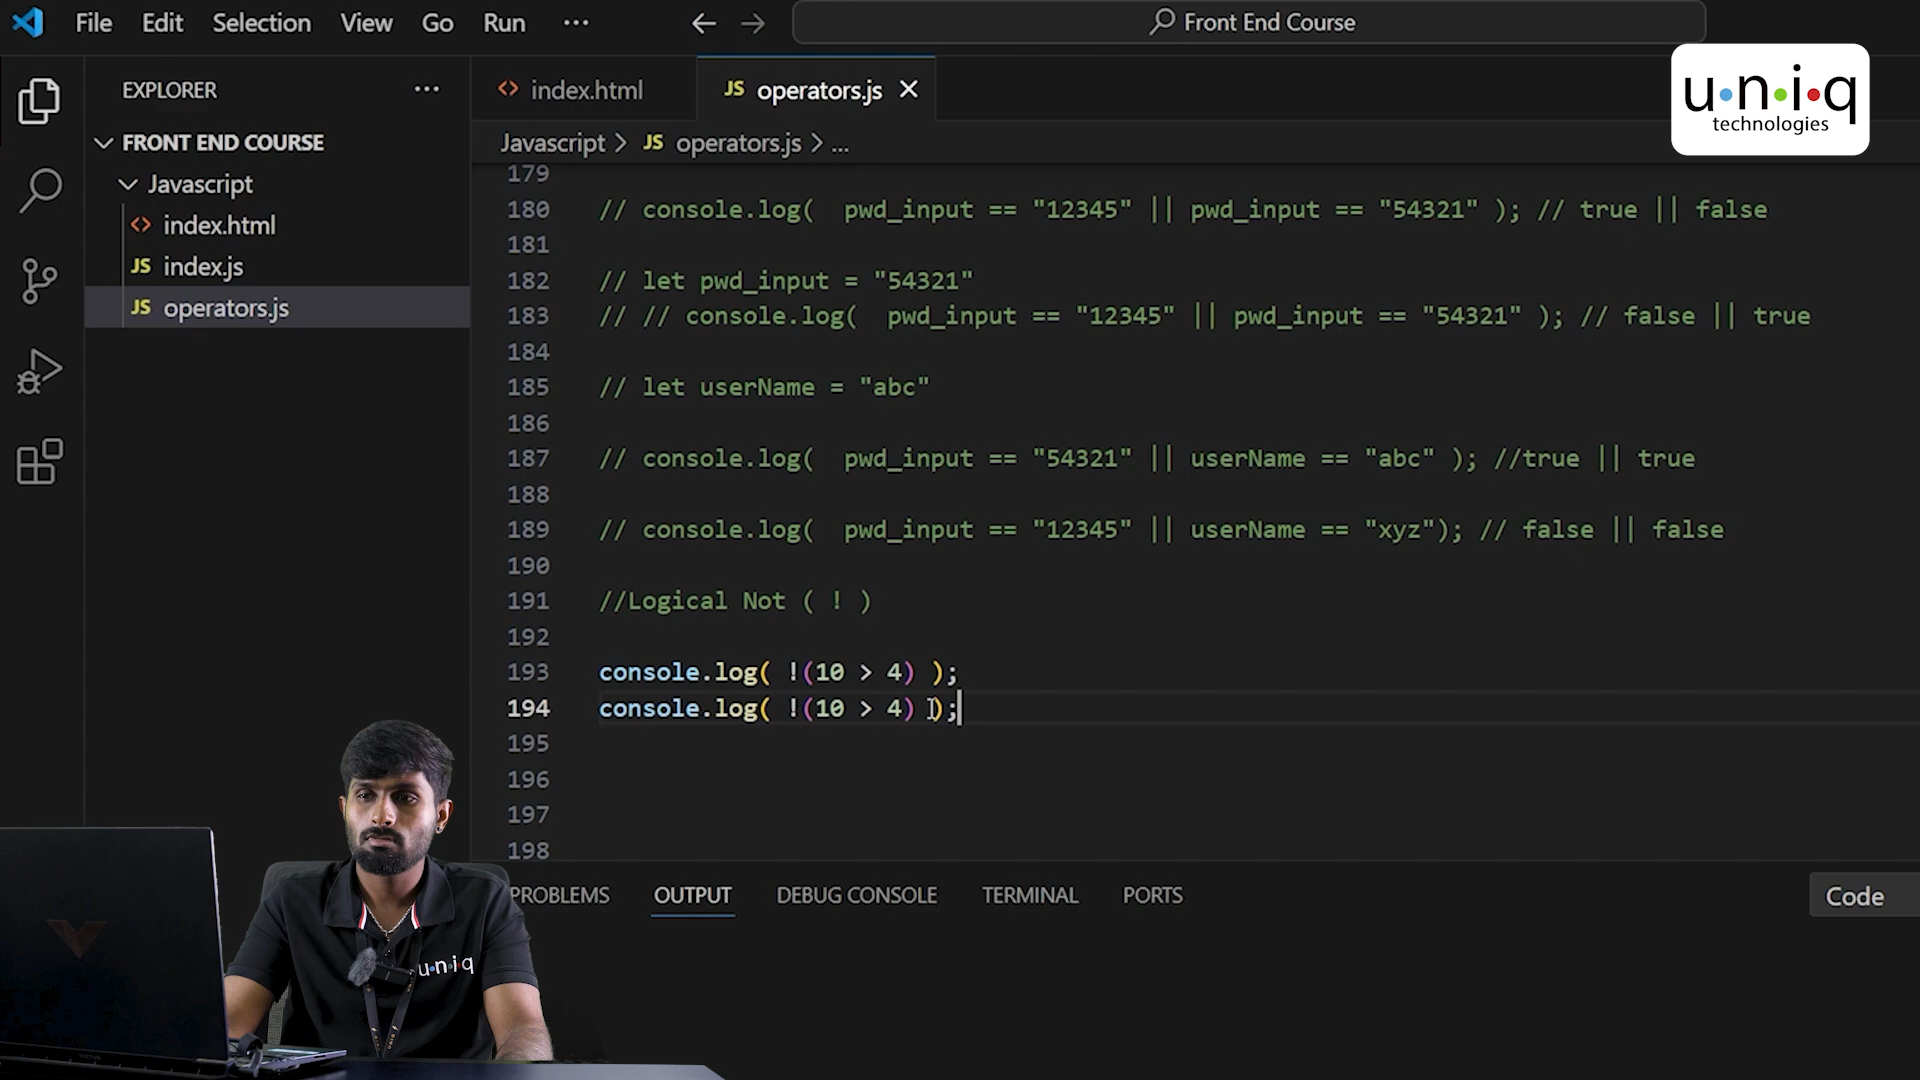 File Edit Selection View Go Run ···
Front End Course
u·n·i·q
technologies
EXPLORER ···
index.html
JS operators.js
Javascript > JS operators.js > ...
FRONT END COURSE
Javascript
index.html
JS index.js
JS operators.js
179
180 // console.log(  pwd_input == "12345" || pwd_input == "54321" ); // true || false
181
182 // let pwd_input = "54321"
183 // // console.log(  pwd_input == "12345" || pwd_input == "54321" ); // false || true
184
185 // let userName = "abc"
186
187 // console.log(  pwd_input == "54321" || userName == "abc" ); //true || true
188
189 // console.log(  pwd_input == "12345" || userName == "xyz"); // false || false
190
191 //Logical Not ( ! )
192
193 console.log( !(10 > 4) );
194 console.log( !(10 > 4) );
195
196
197
198
PROBLEMS OUTPUT DEBUG CONSOLE TERMINAL PORTS
Code
u·n·i·q